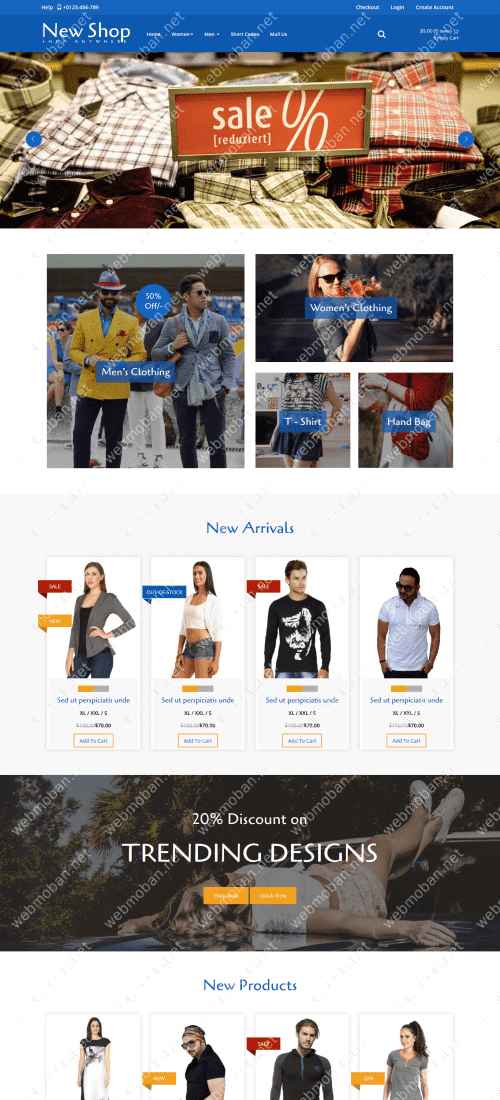 Help +0123-456-789 Checkout Login Create Account
New Shop
SHOP ANYWHERE
Home Women Men Short Codes Mail Us
$0.00 (0 items)
Empty Cart
sale %
[reduziert]
50%
Off/-
Men's Clothing
Women's Clothing
T - Shirt
Hand Bag
New Arrivals
SALE
NEW
OUT OF STOCK
SALE
Sed ut perspiciatis unde
XL / XXL / S
$100.00$70.00
Add To Cart
Sed ut perspiciatis unde
XL / XXL / S
$100.00$70.00
Add To Cart
Sed ut perspiciatis unde
XL / XXL / S
$100.00$70.00
Add To Cart
Sed ut perspiciatis unde
XL / XXL / S
$100.00$70.00
Add To Cart
20% Discount on
TRENDING DESIGNS
Shop Now Quick View
New Products
NEW
SALE
-20%
webmoban.net